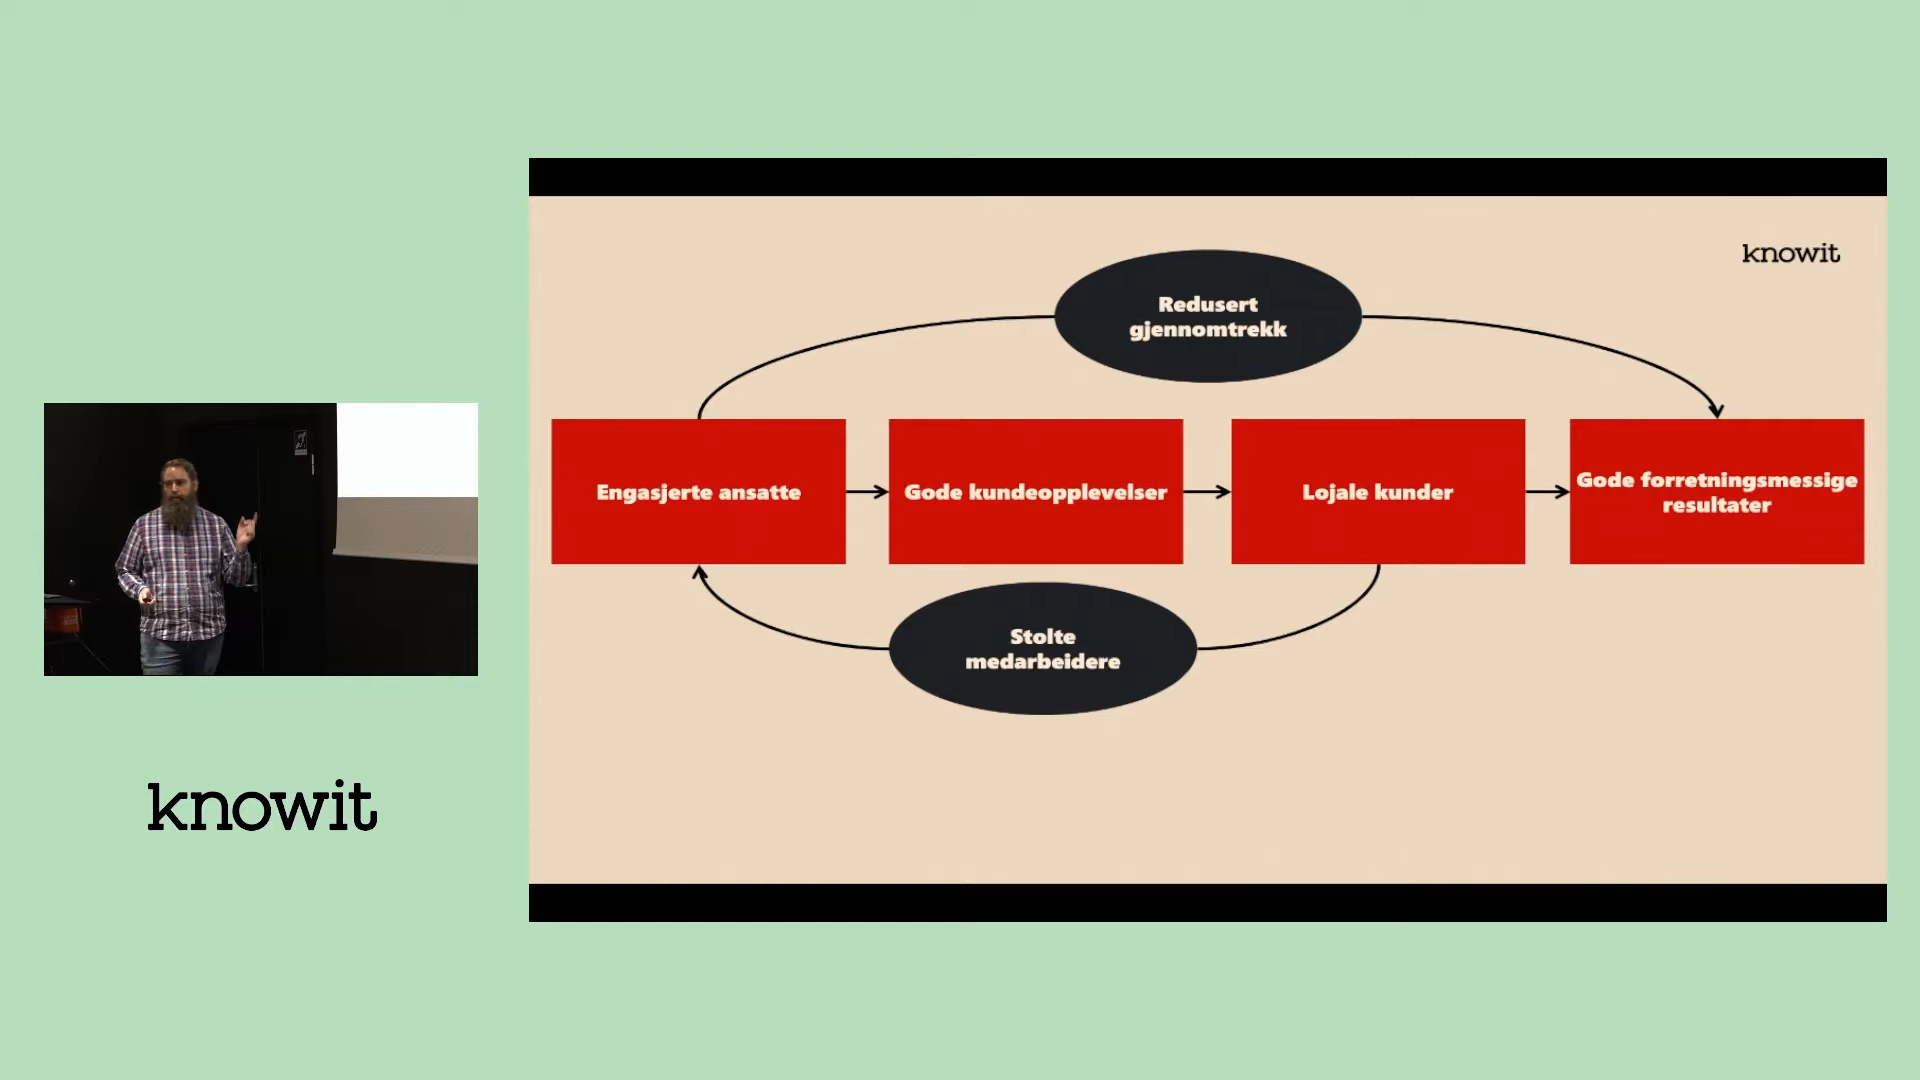 knowit
Redusert
gjennomtrekk
Engasjerte ansatte
Gode kundeopplevelser
Lojale kunder
Gode forretningsmessige
resultater
Stolte
medarbeidere
knowit